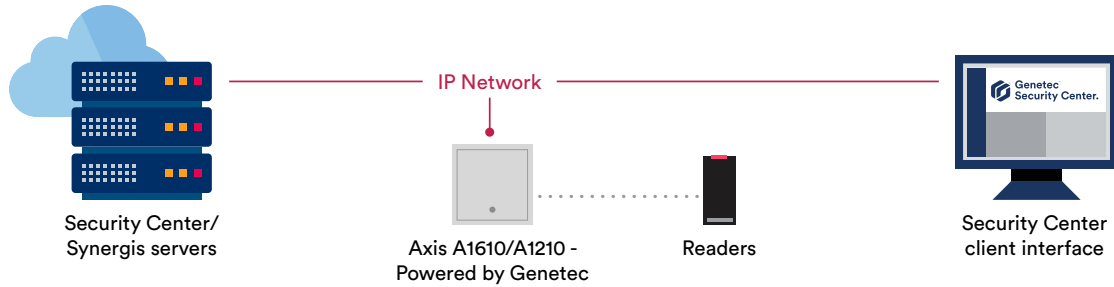 IP Network
Genetec
Security Center.
Security Center/
Synergis servers
Axis A1610/A1210 -
Powered by Genetec
Readers
Security Center
client interface